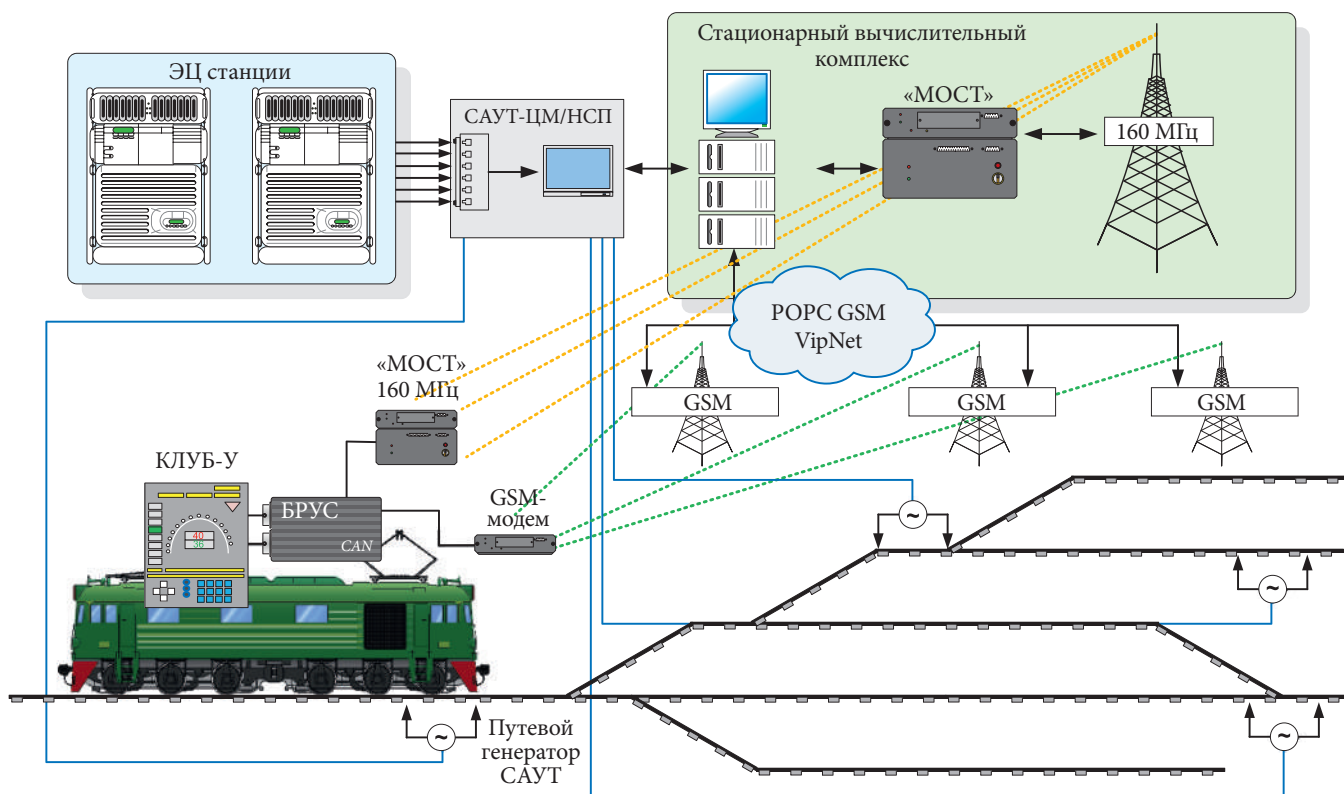 ЭЦ станции
САУТ-ЦМ/НСП
Стационарный вычислительный
комплекс
«МОСТ»
160 МГц
РОРС GSM
VipNet
«МОСТ»
160 МГц
GSM
GSM
GSM
КЛУБ-У
БРУС
CAN
GSM-
модем
40
36
~
~
~
~
Путевой
генератор
САУТ